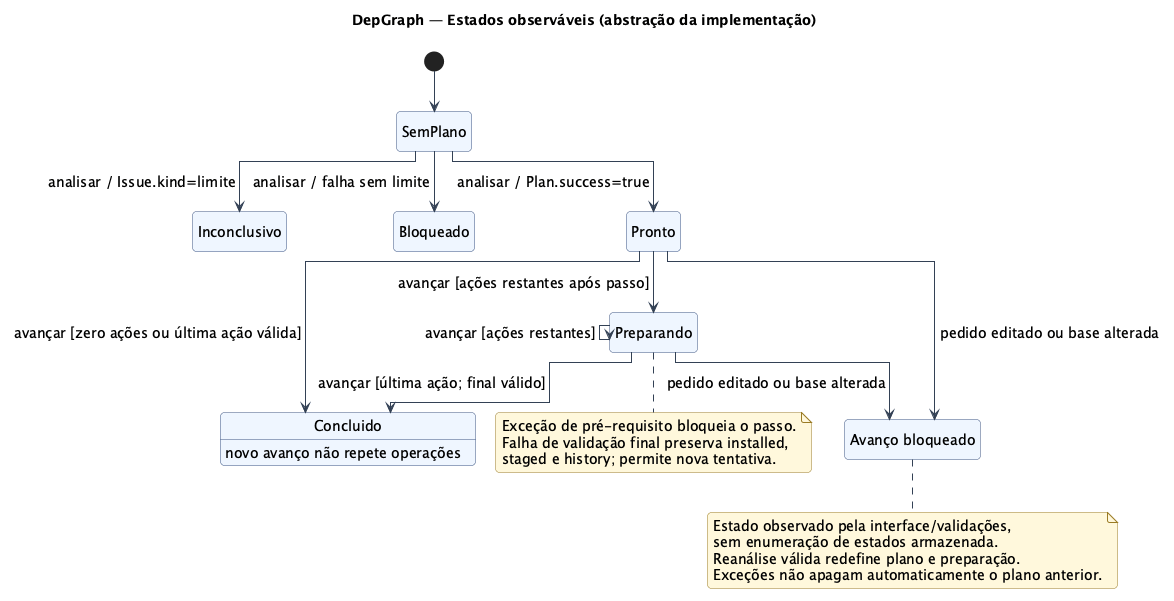 DepGraph — Estados observáveis (abstração da implementação)
SemPlano
analisar / Issue.kind=limite
analisar / falha sem limite
analisar / Plan.success=true
Inconclusivo
Bloqueado
Pronto
avançar [ações restantes após passo]
avançar [zero ações ou última ação válida]
avançar [ações restantes]
Preparando
pedido editado ou base alterada
avançar [última ação; final válido]
pedido editado ou base alterada
Concluido
novo avanço não repete operações
Exceção de pré-requisito bloqueia o passo.
Falha de validação final preserva installed,
staged e history; permite nova tentativa.
Avanço bloqueado
Estado observado pela interface/validações,
sem enumeração de estados armazenada.
Reanálise válida redefine plano e preparação.
Exceções não apagam automaticamente o plano anterior.